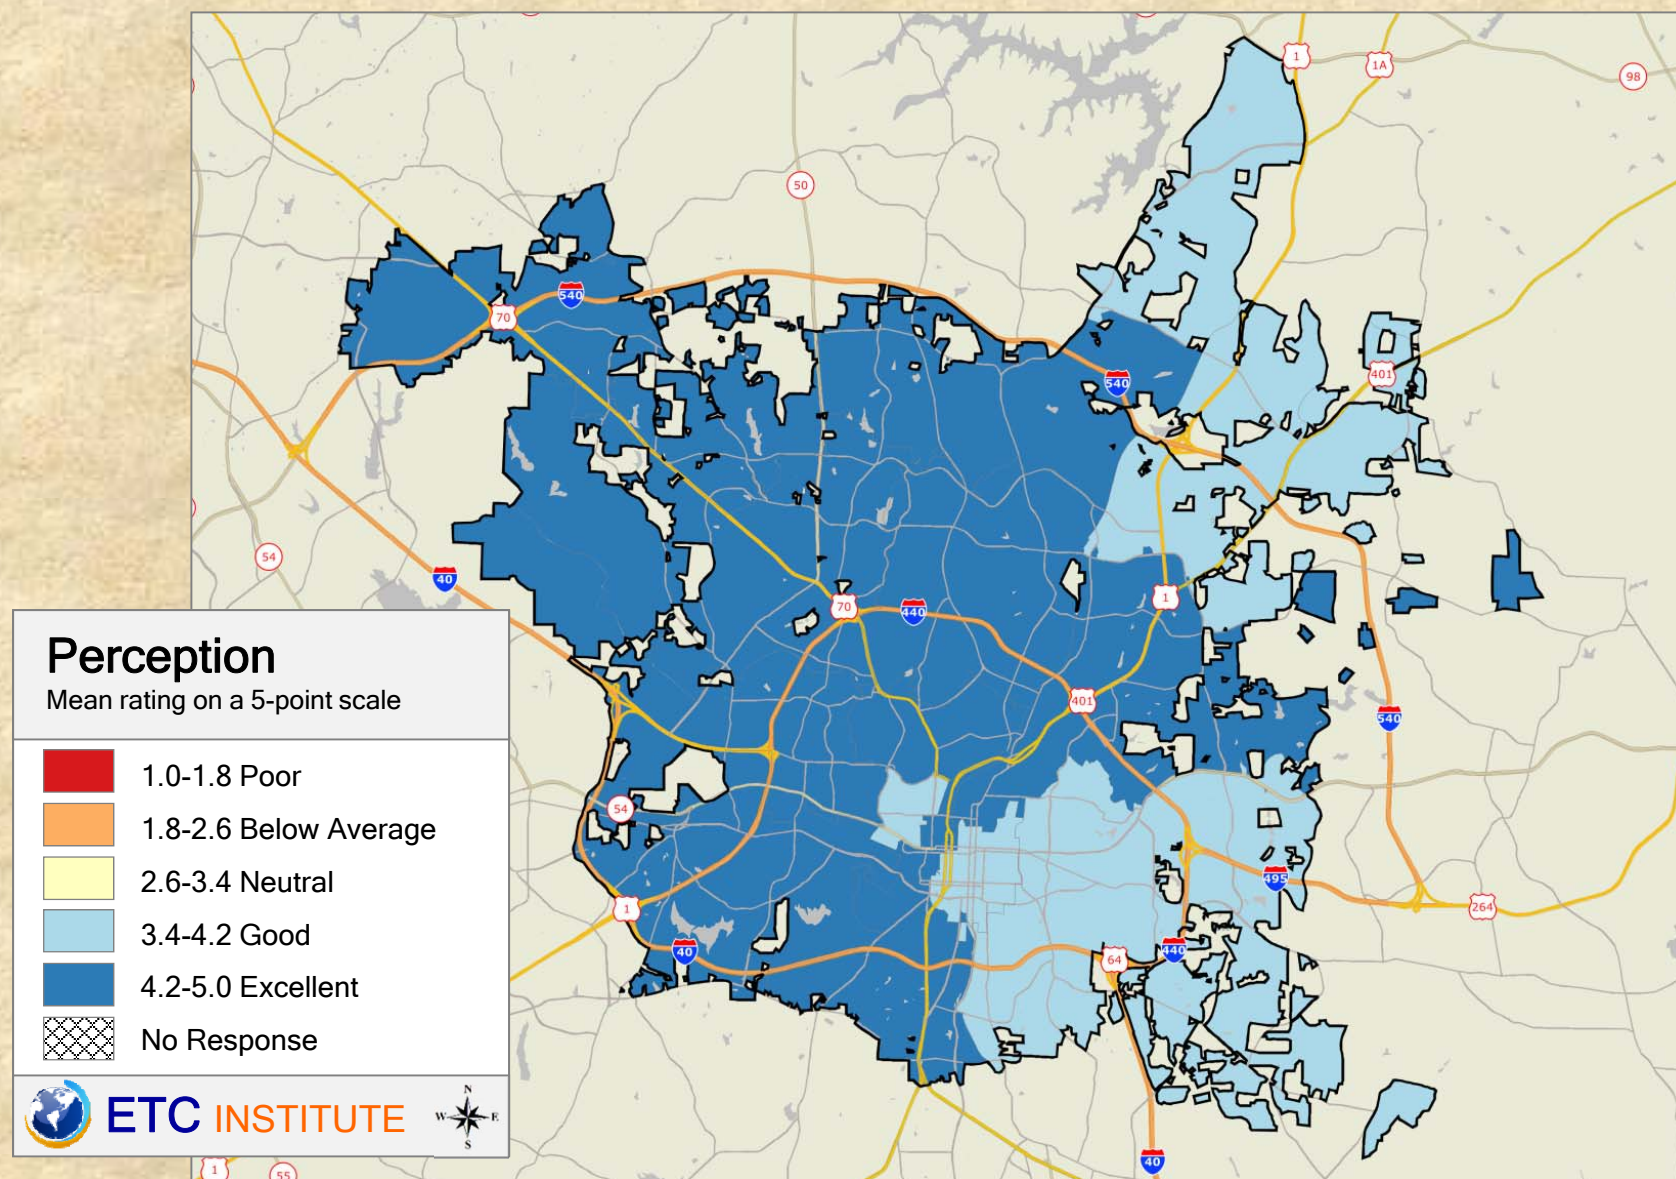 1
1A
98
50
540
70
401
540
54
40
70
440
1
401
540
54
495
1
264
40
64
440
40
1
55
Perception
Mean rating on a 5-point scale
1.0-1.8 Poor
1.8-2.6 Below Average
2.6-3.4 Neutral
3.4-4.2 Good
4.2-5.0 Excellent
No Response
ETC INSTITUTE
N
W E
S